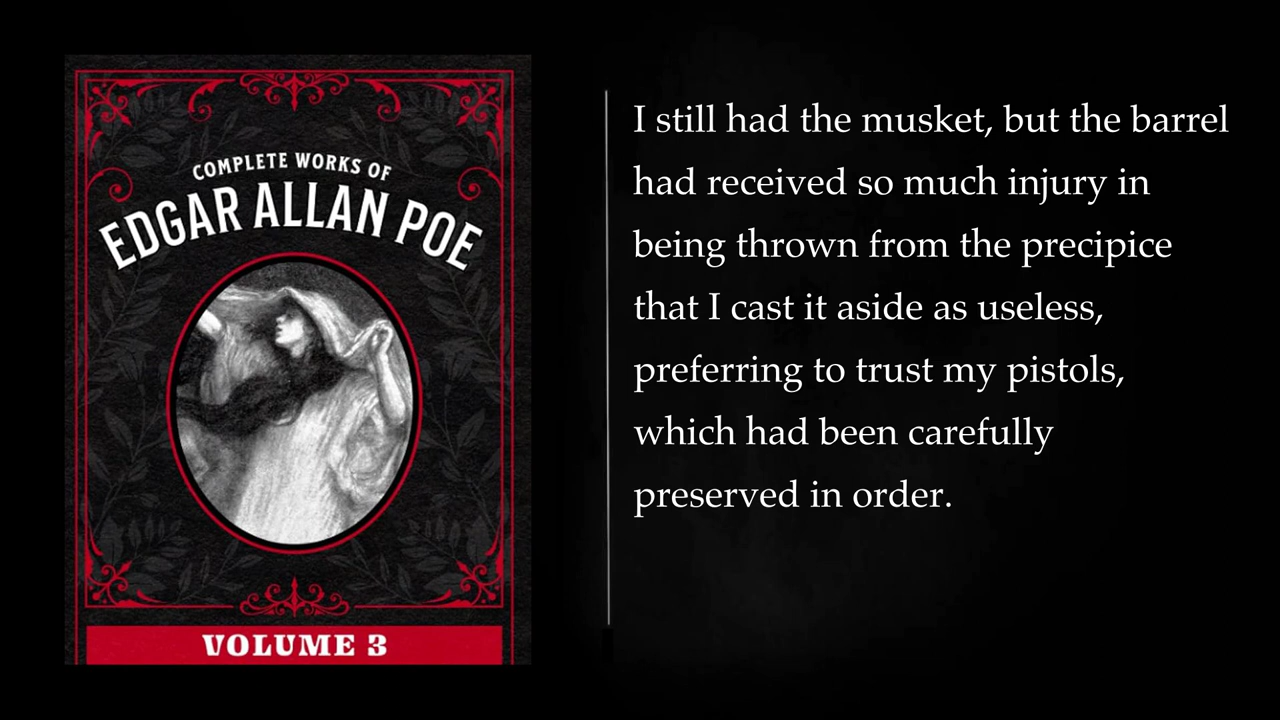 COMPLETE WORKS OF
EDGAR ALLAN POE
VOLUME 3
I still had the musket, but the barrel
had received so much injury in
being thrown from the precipice
that I cast it aside as useless,
preferring to trust my pistols,
which had been carefully
preserved in order.